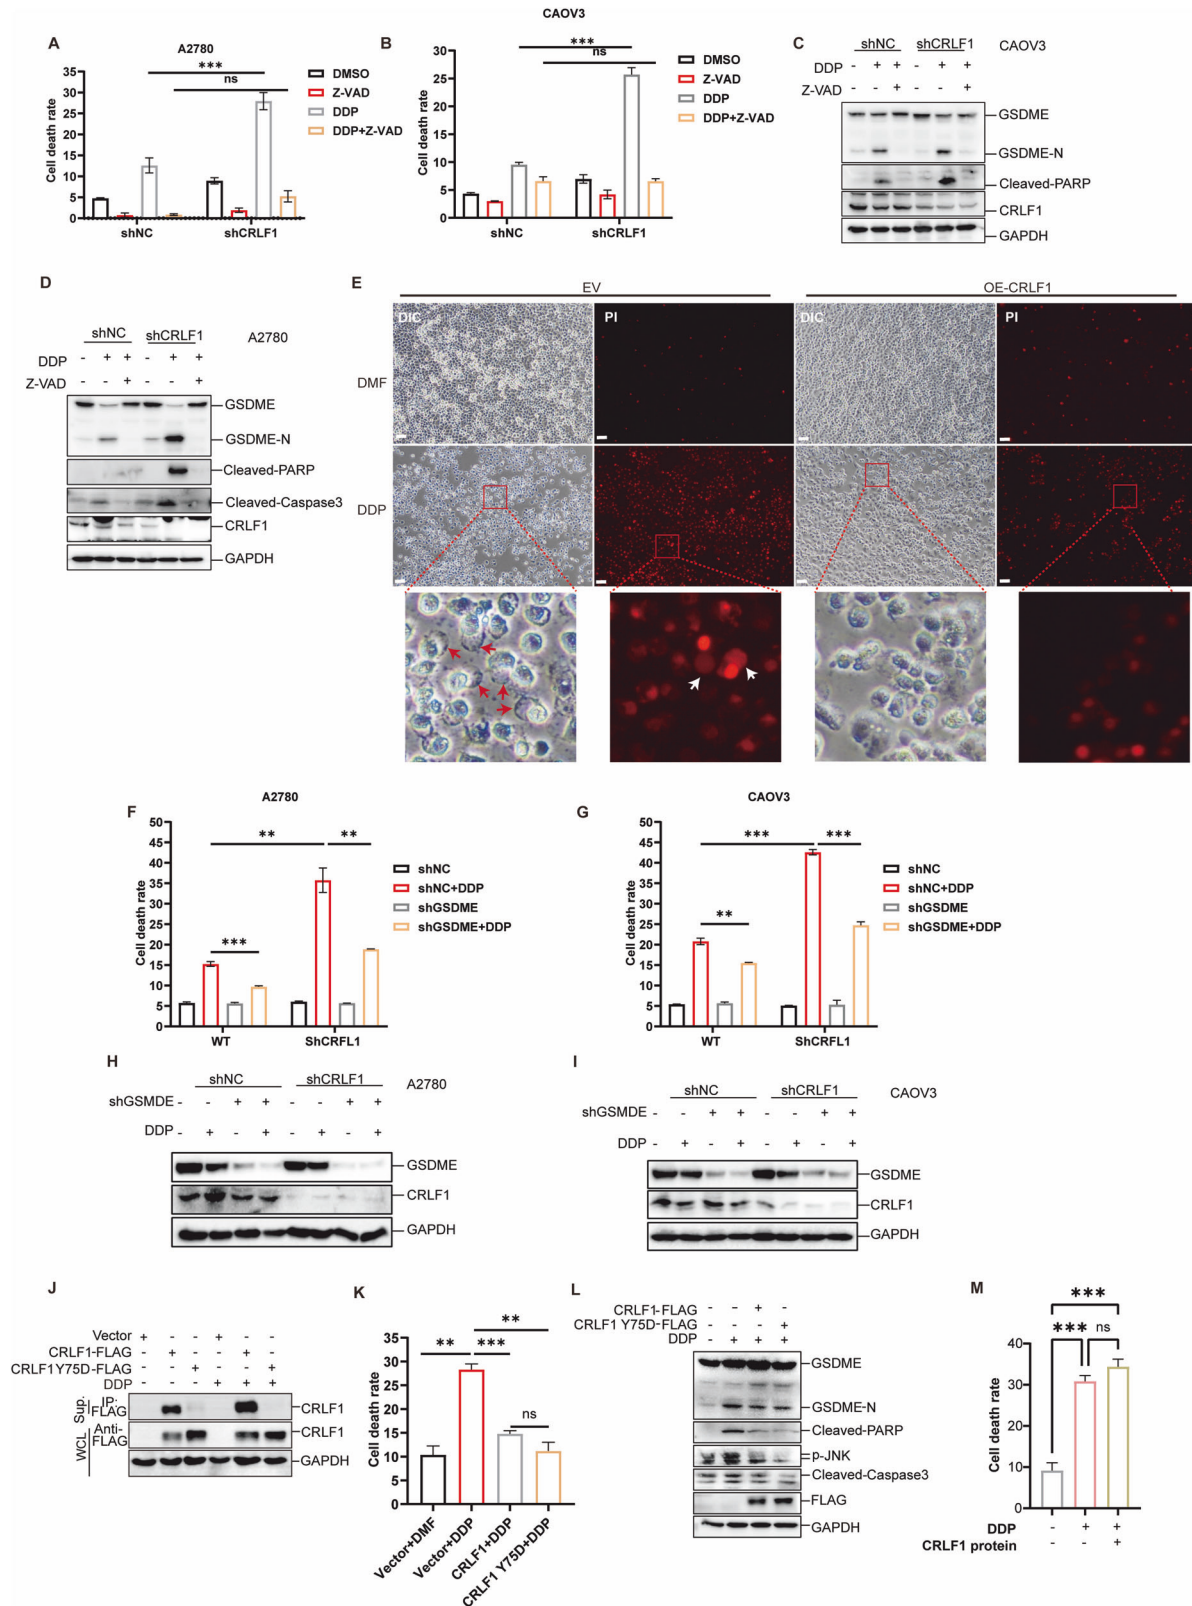 A
A2780
Cell death rate
35
30
25
20
15
10
5
0
***
ns
shNC
shCRLF1
DMSO
Z-VAD
DDP
DDP+Z-VAD
CAOV3
B
Cell death rate
30
25
20
15
10
5
0
***
ns
shNC
shCRLF1
DMSO
Z-VAD
DDP
DDP+Z-VAD
C
shNC shCRLF1 CAOV3
DDP - + + - + +
Z-VAD - - + - - +
GSDME
GSDME-N
Cleaved-PARP
CRLF1
GAPDH
D
shNC shCRLF1 A2780
DDP - + + - + +
Z-VAD - - + - - +
GSDME
GSDME-N
Cleaved-PARP
Cleaved-Caspase3
CRLF1
GAPDH
E
EV OE-CRLF1
DIC PI DIC PI
DMF
DDP
F
A2780
Cell death rate
50
45
40
35
30
25
20
15
10
5
0
** **
***
WT ShCRFL1
shNC
shNC+DDP
shGSDME
shGSDME+DDP
G
CAOV3
Cell death rate
50
45
40
35
30
25
20
15
10
5
0
*** ***
**
WT ShCRFL1
shNC
shNC+DDP
shGSDME
shGSDME+DDP
H
shNC shCRLF1 A2780
shGSMDE - - + + - - + +
DDP - + - + - + - +
GSDME
CRLF1
GAPDH
I
shNC shCRLF1 CAOV3
shGSMDE - - + + - - + +
DDP - + - + - + - +
GSDME
CRLF1
GAPDH
J
Vector + - - + - -
CRLF1-FLAG - + - - + -
CRLF1Y75D-FLAG - - + - - +
DDP - - - + + +
Sup. IP: FLAG CRLF1
WCL Anti-FLAG CRLF1
GAPDH
K
Cell death rate
35
30
25
20
15
10
5
0
**
** ***
ns
Vector+DMF
Vector+DDP
CRLF1+DDP
CRLF1 Y75D+DDP
L
CRLF1-FLAG - - + -
CRLF1 Y75D-FLAG - - - +
DDP - + + +
GSDME
GSDME-N
Cleaved-PARP
p-JNK
Cleaved-Caspase3
FLAG
GAPDH
M
Cell death rate
40
30
20
10
0
***
*** ns
DDP - + +
CRLF1 protein - - +